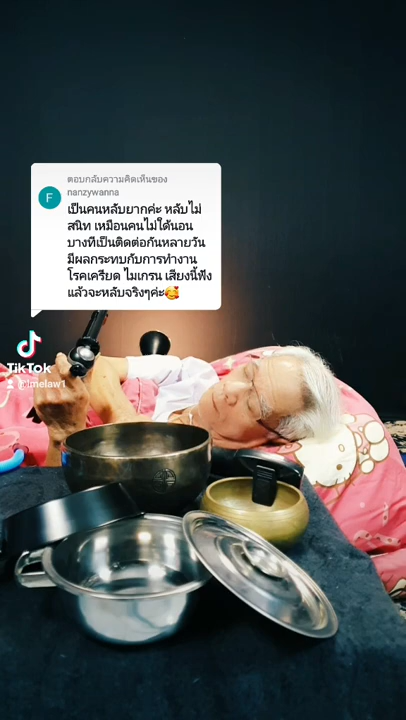 ตอบกลับความคิดเห็นของ
nanzywanna
F
เป็นคนหลับยากค่ะ หลับไม่
สนิท เหมือนคนไม่ได้นอน
บางทีเป็นติดต่อกันหลายวัน
มีผลกระทบกับการทำงาน
โรคเครียด ไมเกรน เสียงนี้ฟัง
แล้วจะหลับจริงๆค่ะ🥰
TikTok